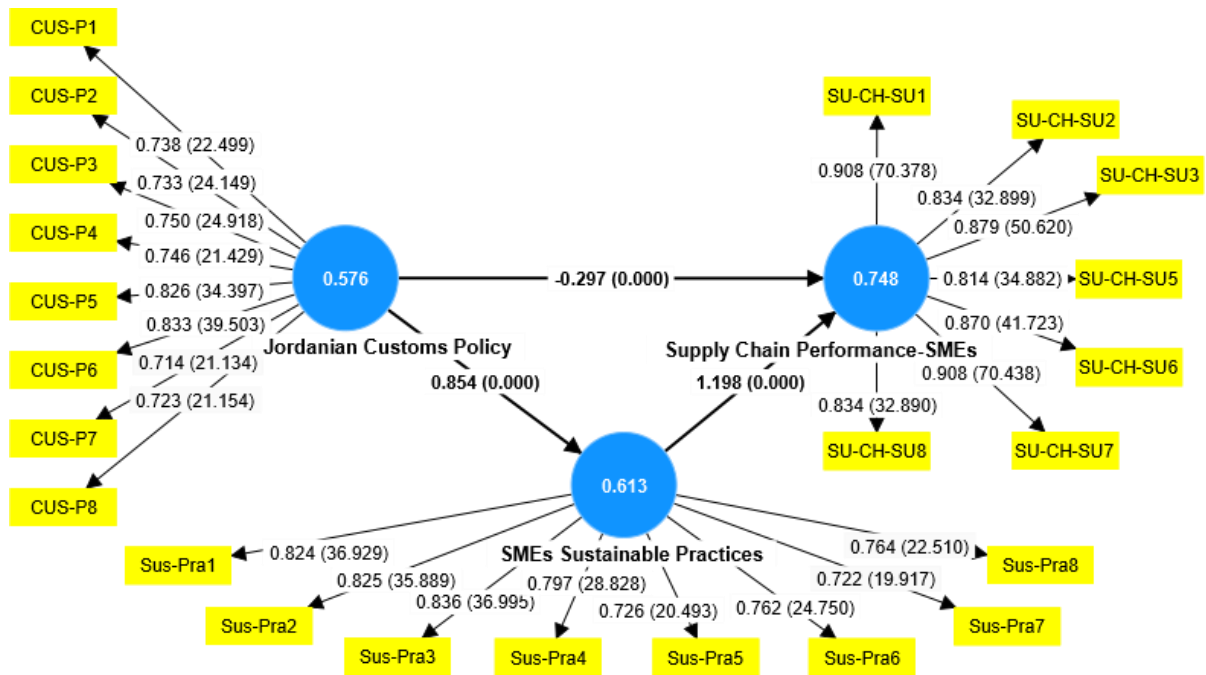 CUS-P1
CUS-P2
CUS-P3
CUS-P4
CUS-P5
CUS-P6
CUS-P7
CUS-P8
0.738 (22.499)
0.733 (24.149)
0.750 (24.918)
0.746 (21.429)
0.826 (34.397)
0.833 (39.503)
0.714 (21.134)
0.723 (21.154)
0.576
Jordanian Customs Policy
-0.297 (0.000)
0.854 (0.000)
1.198 (0.000)
0.748
Supply Chain Performance-SMEs
SU-CH-SU1
SU-CH-SU2
SU-CH-SU3
SU-CH-SU5
SU-CH-SU6
SU-CH-SU7
SU-CH-SU8
0.908 (70.378)
0.834 (32.899)
0.879 (50.620)
0.814 (34.882)
0.870 (41.723)
0.908 (70.438)
0.834 (32.890)
0.613
SMEs Sustainable Practices
0.824 (36.929)
0.825 (35.889)
0.836 (36.995)
0.797 (28.828)
0.726 (20.493)
0.762 (24.750)
0.722 (19.917)
0.764 (22.510)
Sus-Pra1
Sus-Pra2
Sus-Pra3
Sus-Pra4
Sus-Pra5
Sus-Pra6
Sus-Pra7
Sus-Pra8